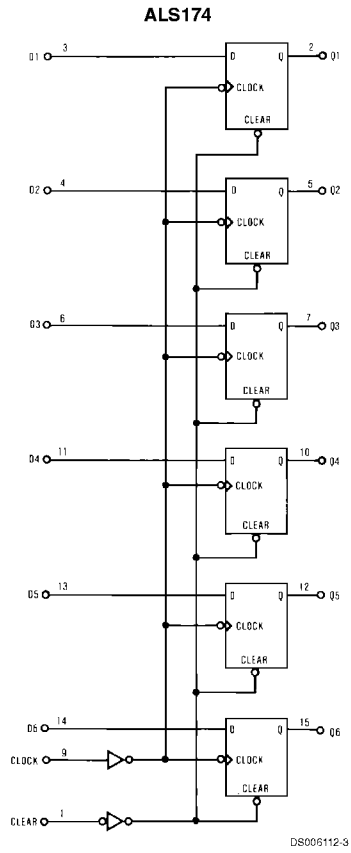 ALS174
D1 3 D Q 2 Q1
CLOCK
CLEAR
D2 4 D Q 5 Q2
CLOCK
CLEAR
D3 6 D Q 7 Q3
CLOCK
CLEAR
D4 11 D Q 10 Q4
CLOCK
CLEAR
D5 13 D Q 12 Q5
CLOCK
CLEAR
D6 14 D Q 15 Q6
CLOCK 9 CLOCK
CLEAR
CLEAR 1
DS006112-3